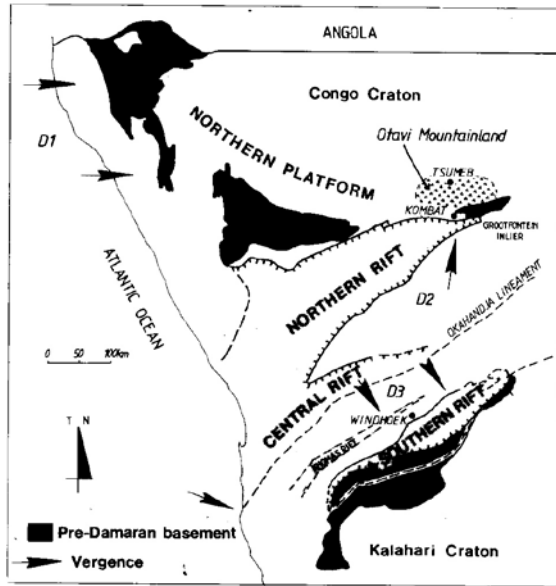 ANGOLA
Congo Craton
D1
Otavi Mountainland
TSUMEB
NORTHERN PLATFORM
KOMBAT
GROOTFONTEIN
INLIER
ATLANTIC OCEAN
NORTHERN RIFT
D2
OKAHANDJA LINEAMENT
0 50 100km
CENTRAL RIFT
D3
WINDHOEK
SOUTHERN RIFT
T N
Pre-Damaran basement
Vergence
Kalahari Craton